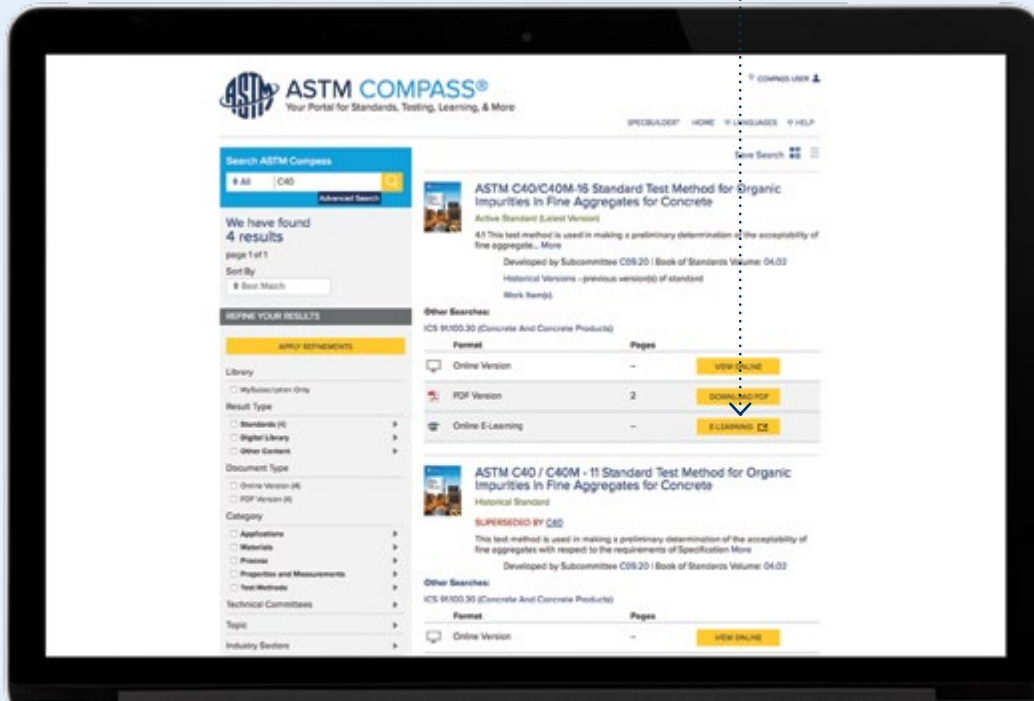 ASTM
ASTM COMPASS®
Your Portal for Standards, Testing, Learning, & More
COMPASS USER
SPECBUILDER® HOME LANGUAGES HELP
Save Search
Search ASTM Compass
All C40
Advanced Search
We have found
4 results
page 1 of 1
Sort By
Best Match
REFINE YOUR RESULTS
APPLY REFINEMENTS
Library
MySubscription Only
Result Type
Standards (4)
Digital Library
Other Content
Document Type
Online Version (4)
PDF Version (4)
Category
Applications
Materials
Process
Properties and Measurements
Test Methods
Technical Committees
Topic
Industry Sectors
ASTM C40/C40M-16 Standard Test Method for Organic
Impurities in Fine Aggregates for Concrete
Active Standard (Latest Version)
4.1 This test method is used in making a preliminary determination of the acceptability of
fine aggregate... More
Developed by Subcommittee C09.20 | Book of Standards Volume: 04.02
Historical Versions - previous version(s) of standard
Work Item(s)
Other Searches:
ICS 91.100.30 (Concrete And Concrete Products)
Format Pages
Online Version – VIEW ONLINE
PDF Version 2 DOWNLOAD PDF
Online E-Learning – E-LEARNING
ASTM C40 / C40M - 11 Standard Test Method for Organic
Impurities in Fine Aggregates for Concrete
Historical Standard
SUPERSEDED BY C40
This test method is used in making a preliminary determination of the acceptability of
fine aggregates with respect to the requirements of Specification More
Developed by Subcommittee C09.20 | Book of Standards Volume: 04.02
Other Searches:
ICS 91.100.30 (Concrete And Concrete Products)
Format Pages
Online Version – VIEW ONLINE